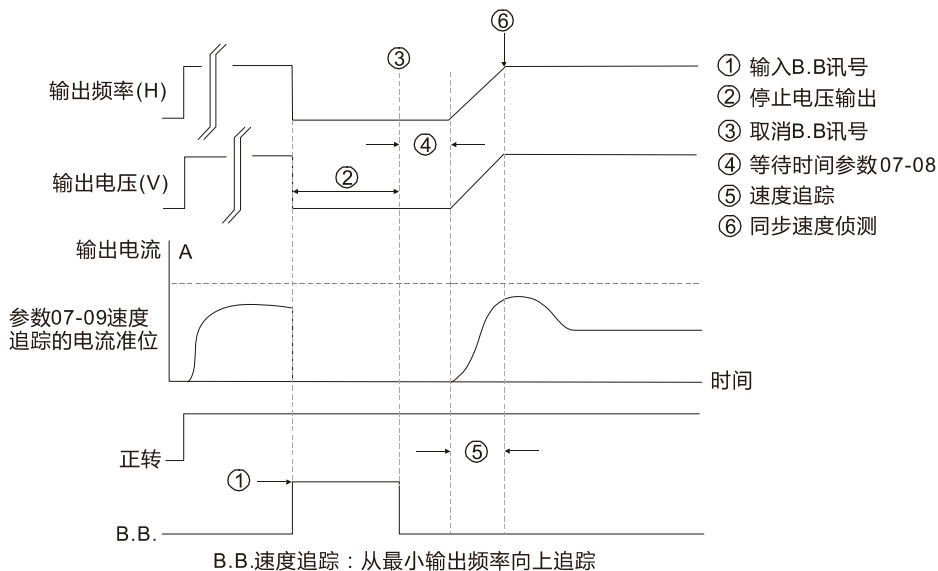 ⑥
③
输出频率(H)
④
输出电压(V)
②
① 输入B.B讯号
② 停止电压输出
③ 取消B.B讯号
④ 等待时间参数07-08
⑤ 速度追踪
⑥ 同步速度侦测
输出电流 A
参数07-09速度
追踪的电流准位
时间
正转
⑤
①
B.B.
B.B.速度追踪：从最小输出频率向上追踪